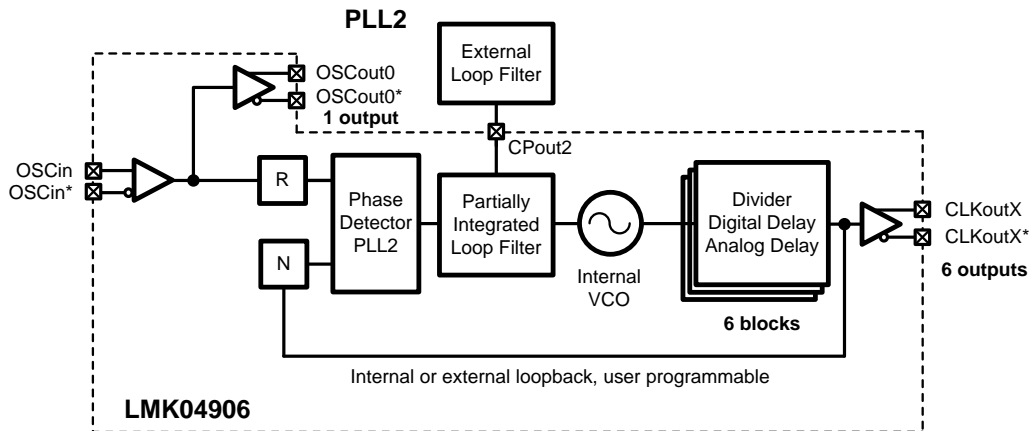 PLL2
External
Loop Filter
OSCout0
OSCout0*
1 output
CPout2
OSCin
OSCin*
R
N
Phase
Detector
PLL2
Partially
Integrated
Loop Filter
Internal
VCO
Divider
Digital Delay
Analog Delay
6 blocks
CLKoutX
CLKoutX*
6 outputs
Internal or external loopback, user programmable
LMK04906